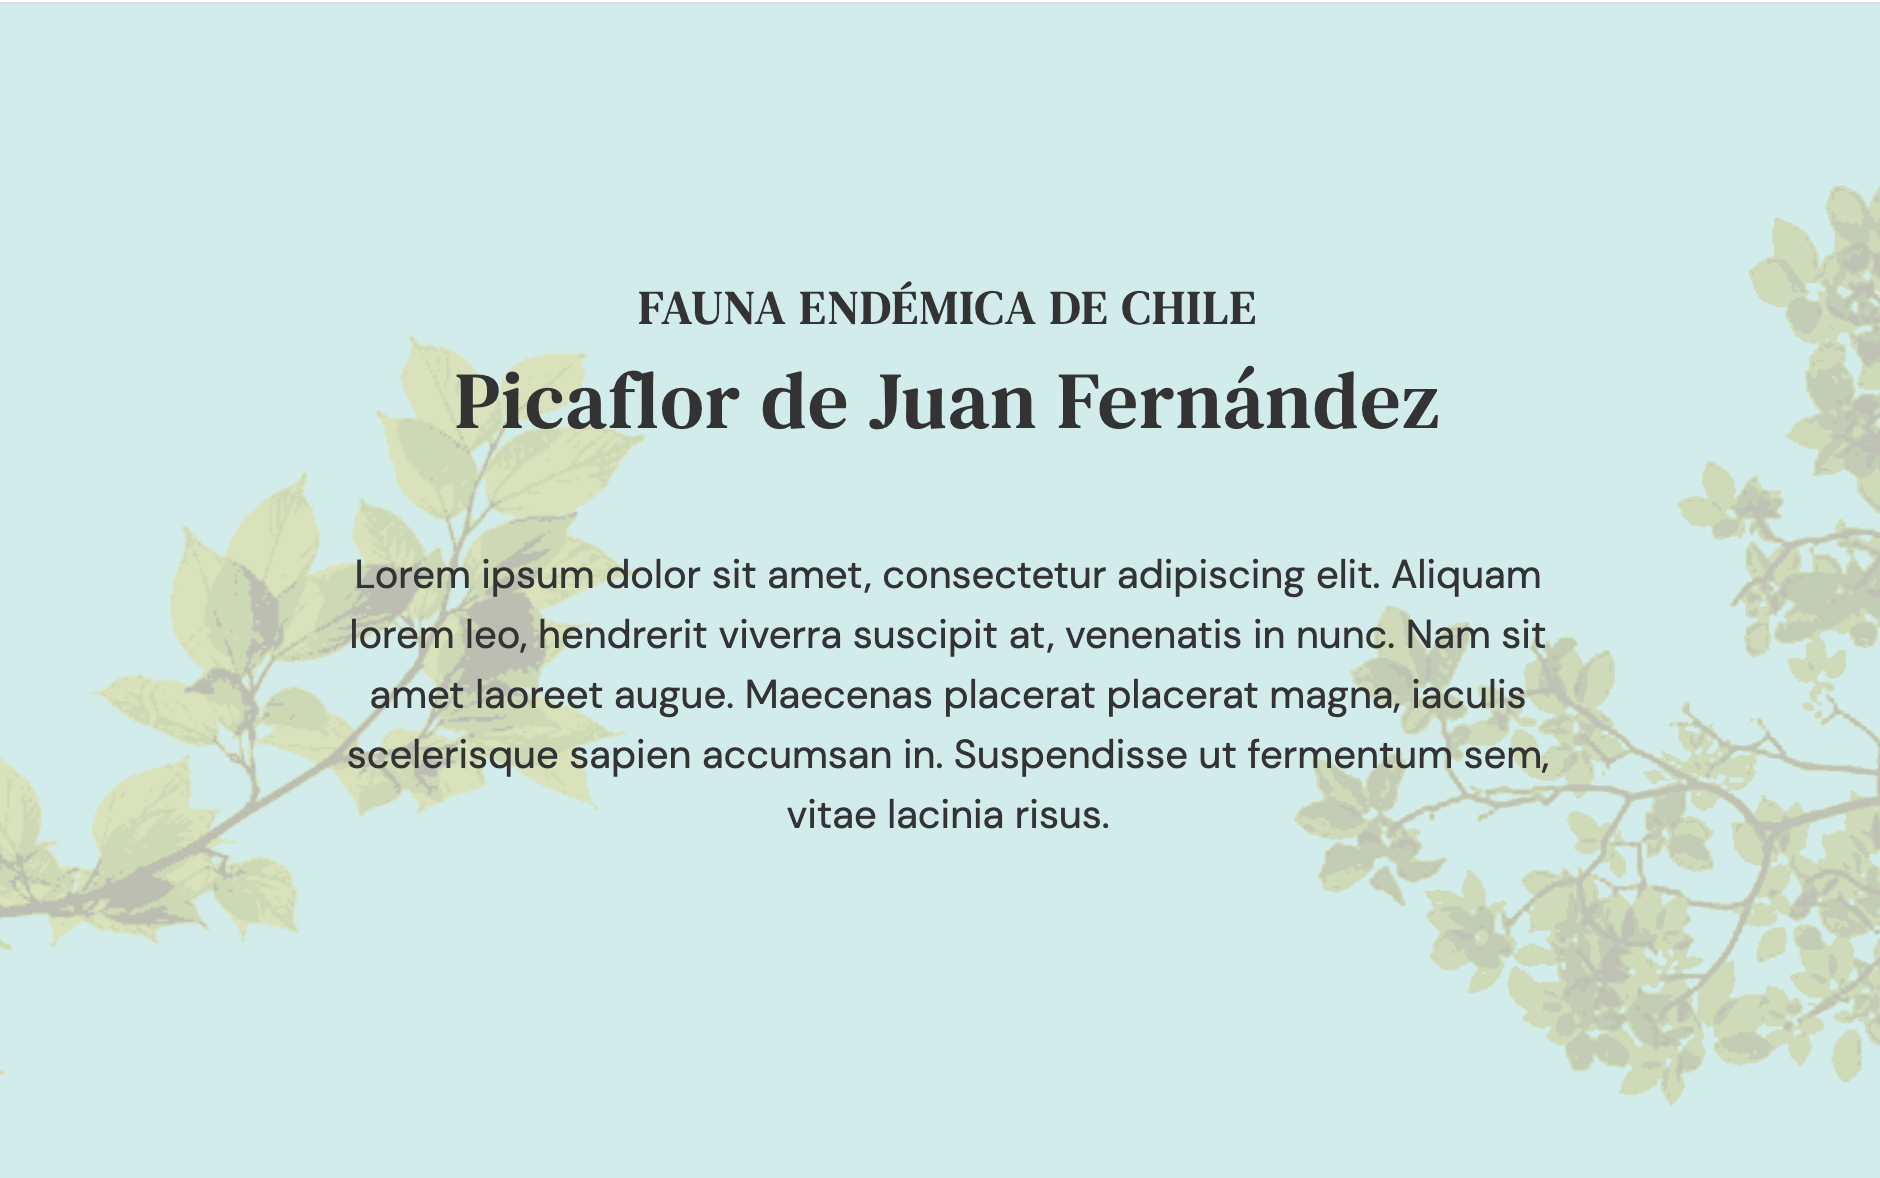 FAUNA ENDÉMICA DE CHILE
Picaflor de Juan Fernández
Lorem ipsum dolor sit amet, consectetur adipiscing elit. Aliquam
lorem leo, hendrerit viverra suscipit at, venenatis in nunc. Nam sit
amet laoreet augue. Maecenas placerat placerat magna, iaculis
scelerisque sapien accumsan in. Suspendisse ut fermentum sem,
vitae lacinia risus.